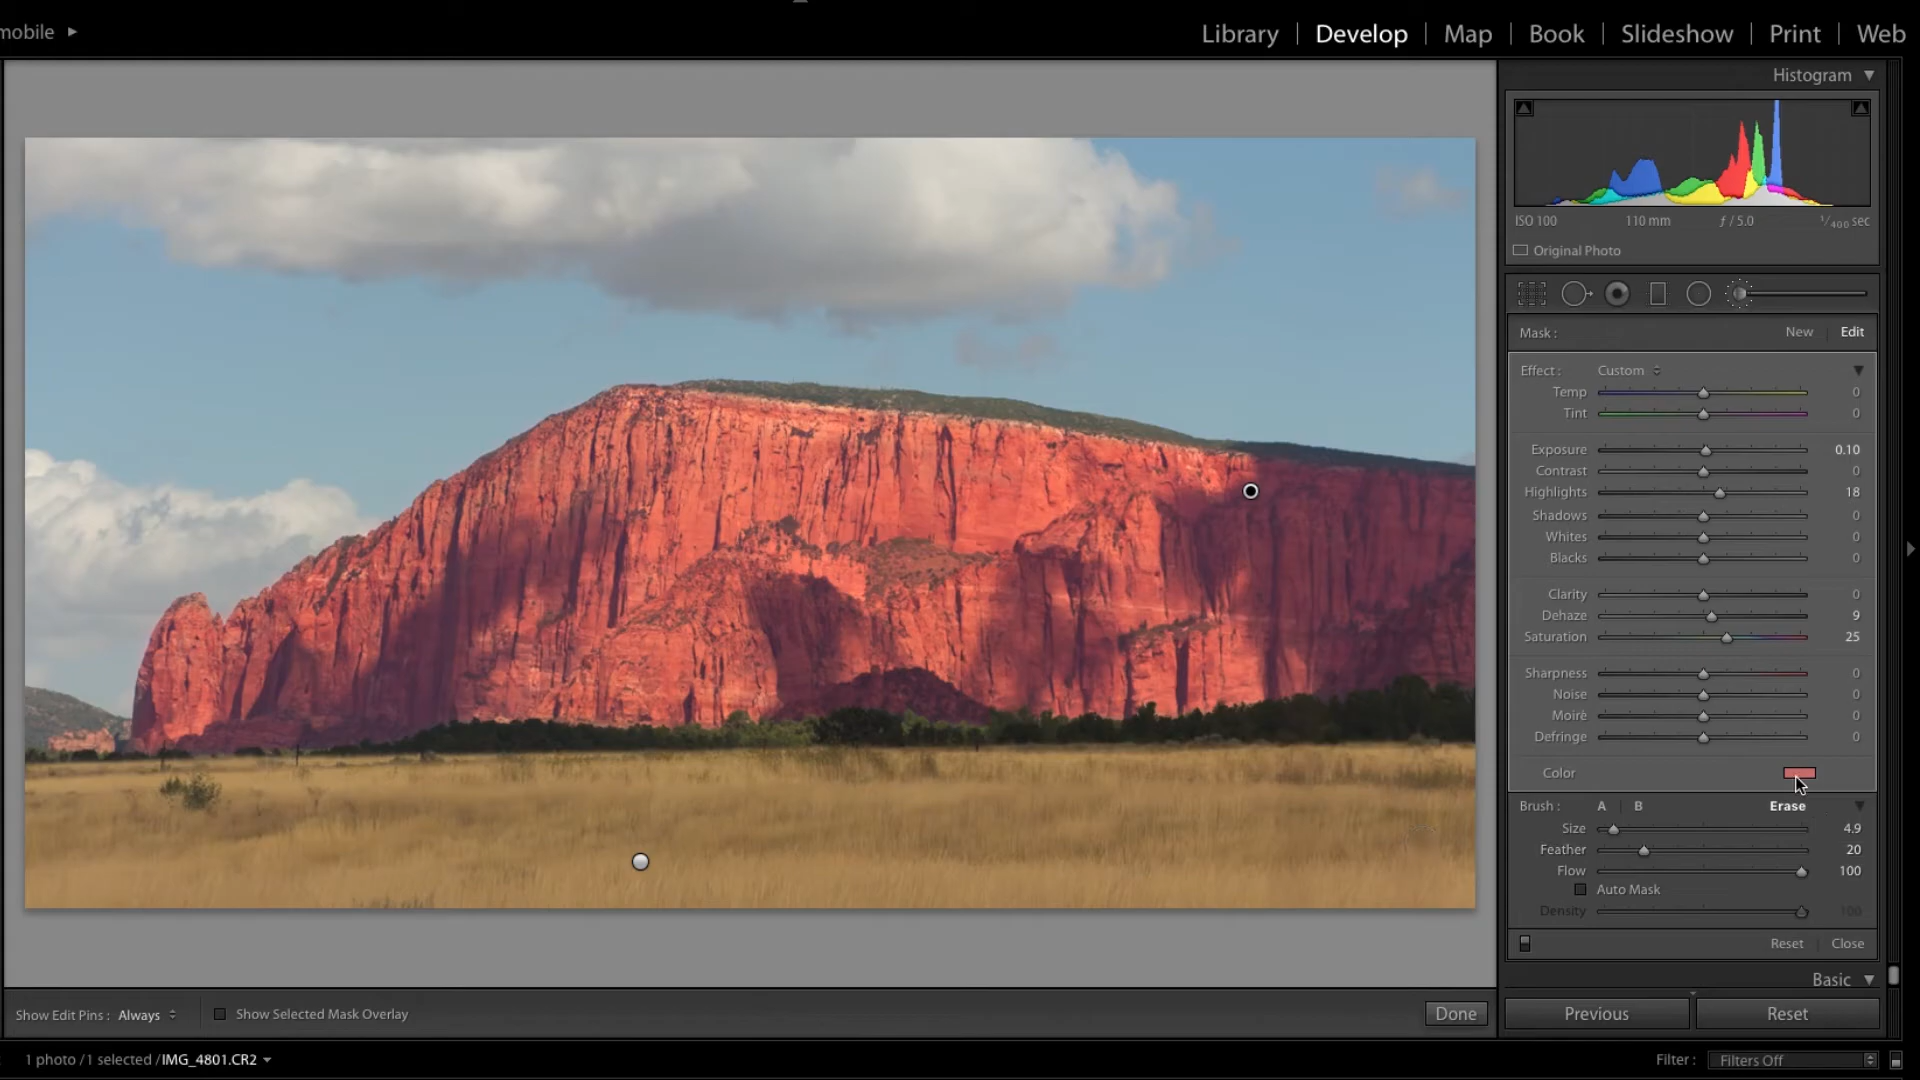 mobile
Library | Develop | Map | Book | Slideshow | Print | Web
Histogram
ISO 100 110 mm ƒ / 5.0 1/400 sec
Original Photo
Mask : New Edit
Effect : Custom
Temp 0
Tint 0
Exposure 0.10
Contrast 0
Highlights 18
Shadows 0
Whites 0
Blacks 0
Clarity 0
Dehaze 9
Saturation 25
Sharpness 0
Noise 0
Moiré 0
Defringe 0
Color
Brush : A B Erase
Size 4.9
Feather 20
Flow 100
Auto Mask
Density 100
Reset Close
Basic
Show Edit Pins : Always Show Selected Mask Overlay Done
Previous Reset
1 photo / 1 selected / IMG_4801.CR2
Filter : Filters Off